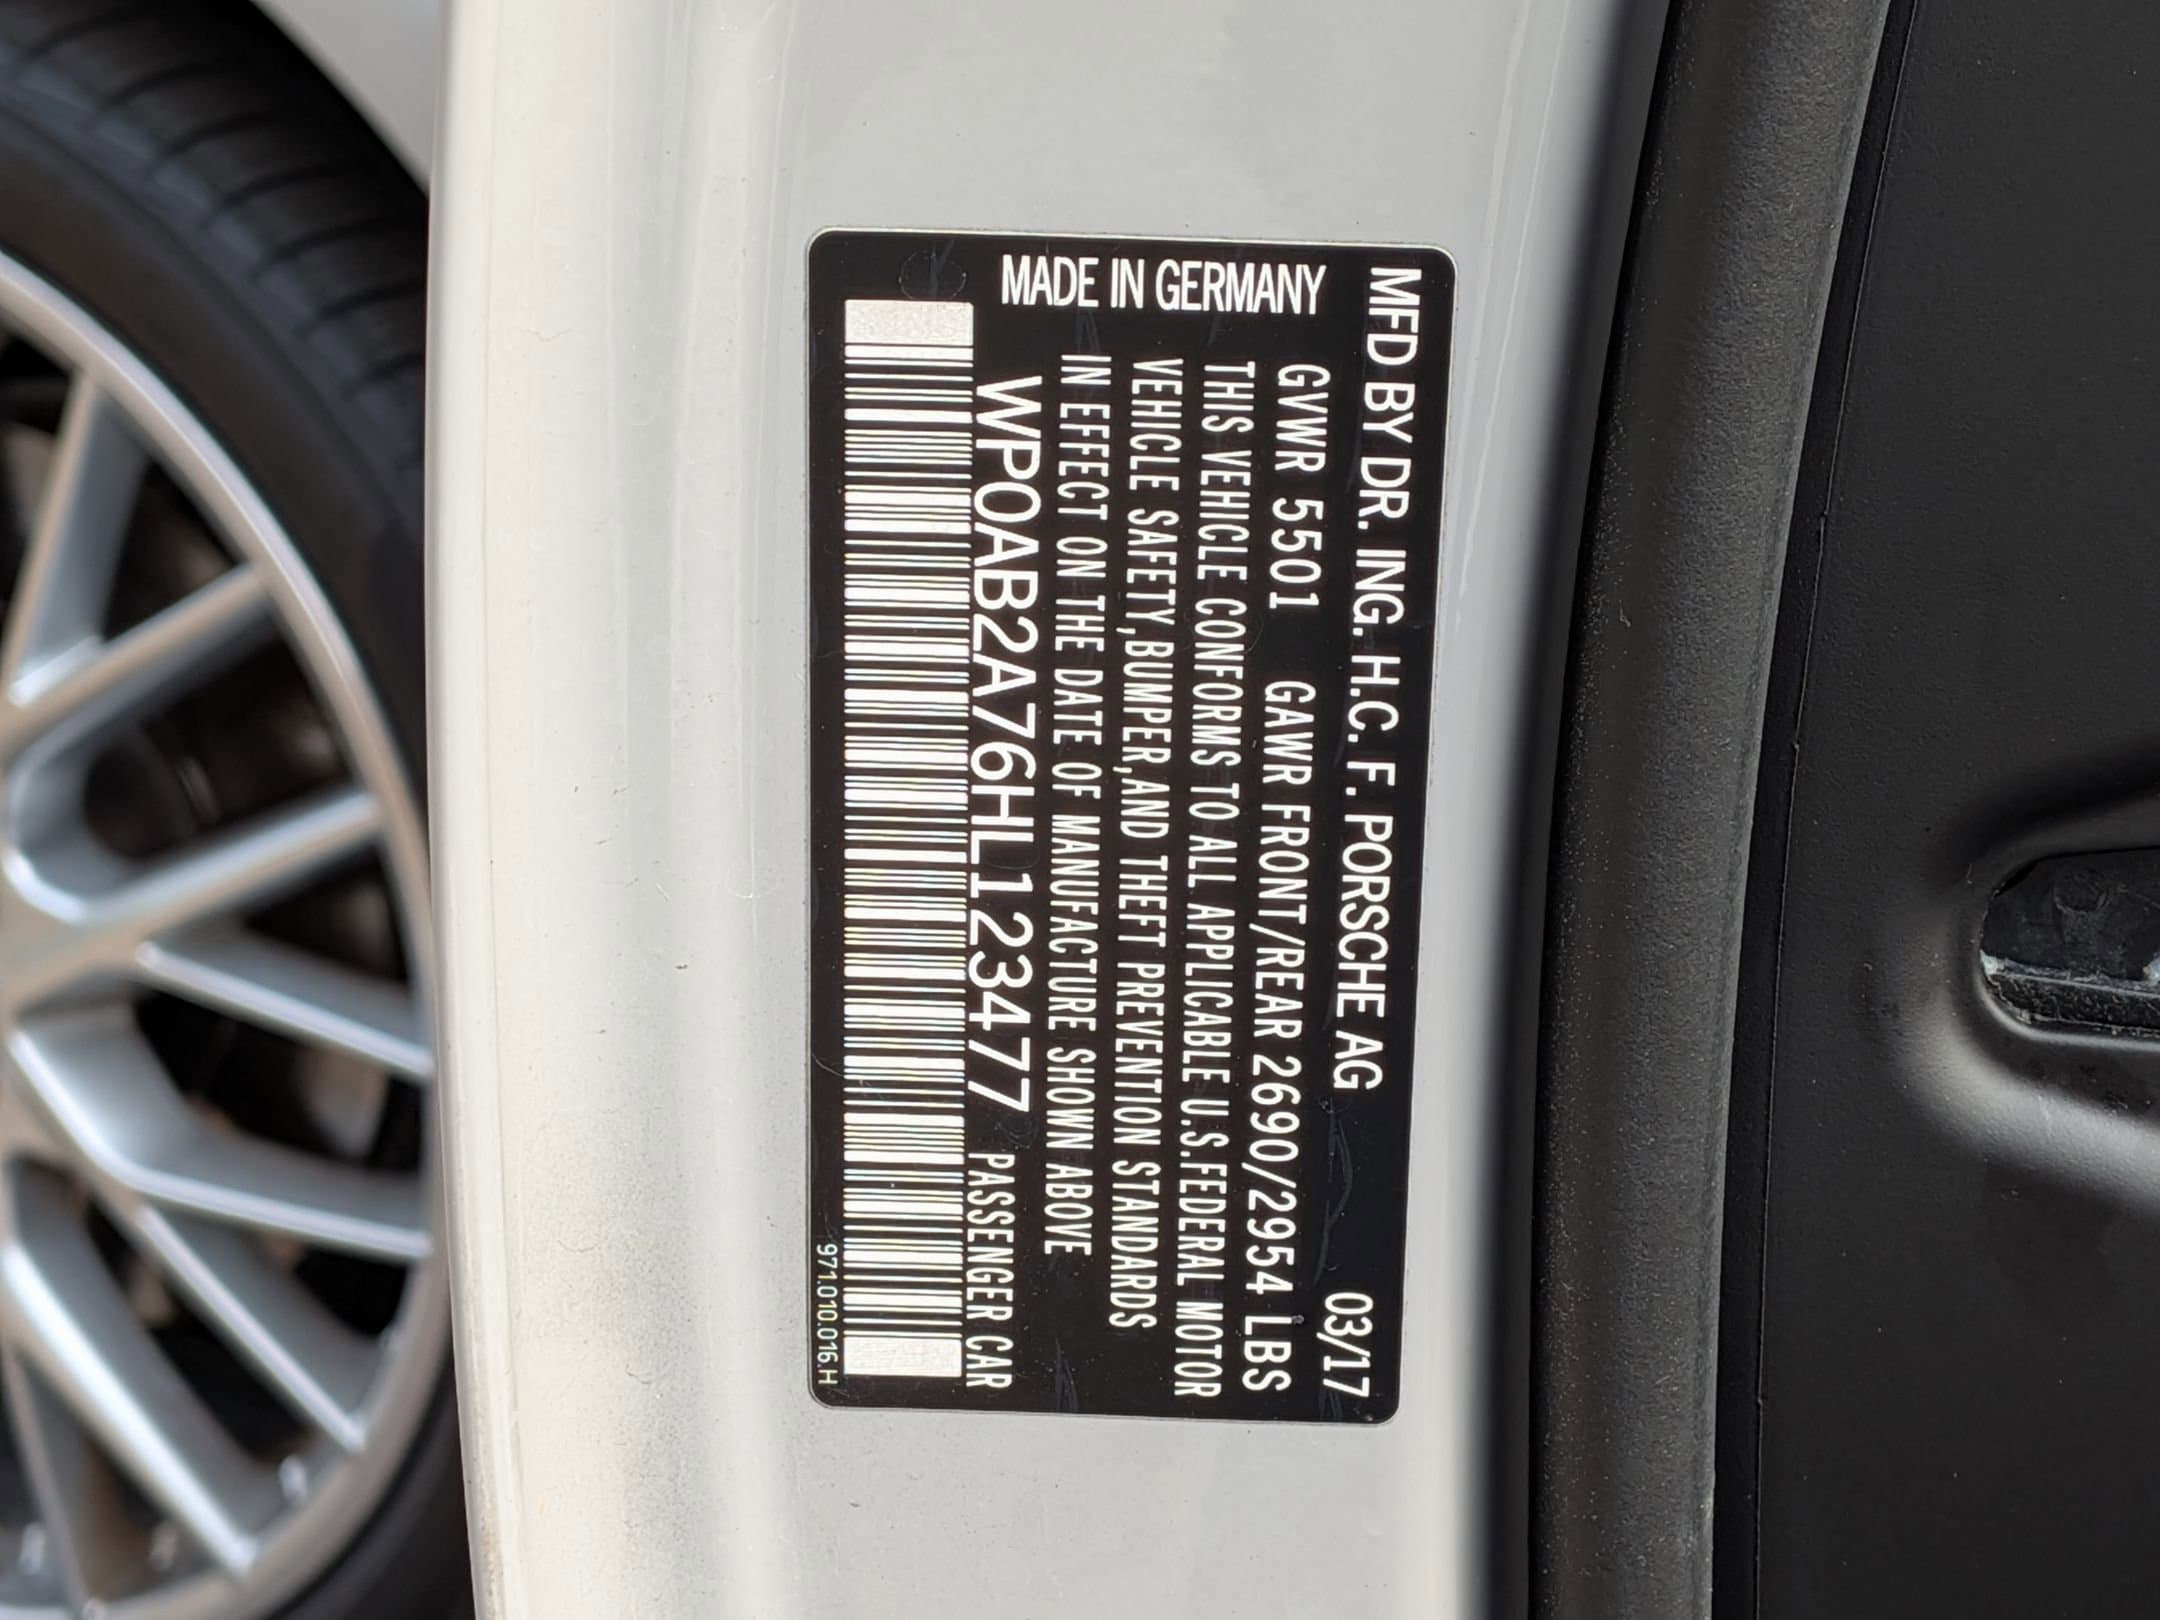 MFD BY DR. ING. H.C. F. PORSCHE AG 03/17
GVWR 5501 GAWR FRONT/REAR 2690/2954 LBS
THIS VEHICLE CONFORMS TO ALL APPLICABLE U.S.FEDERAL MOTOR
VEHICLE SAFETY,BUMPER,AND THEFT PREVENTION STANDARDS
IN EFFECT ON THE DATE OF MANUFACTURE SHOWN ABOVE
WP0AB2A76HL123477 PASSENGER CAR
MADE IN GERMANY
971.010.016.H